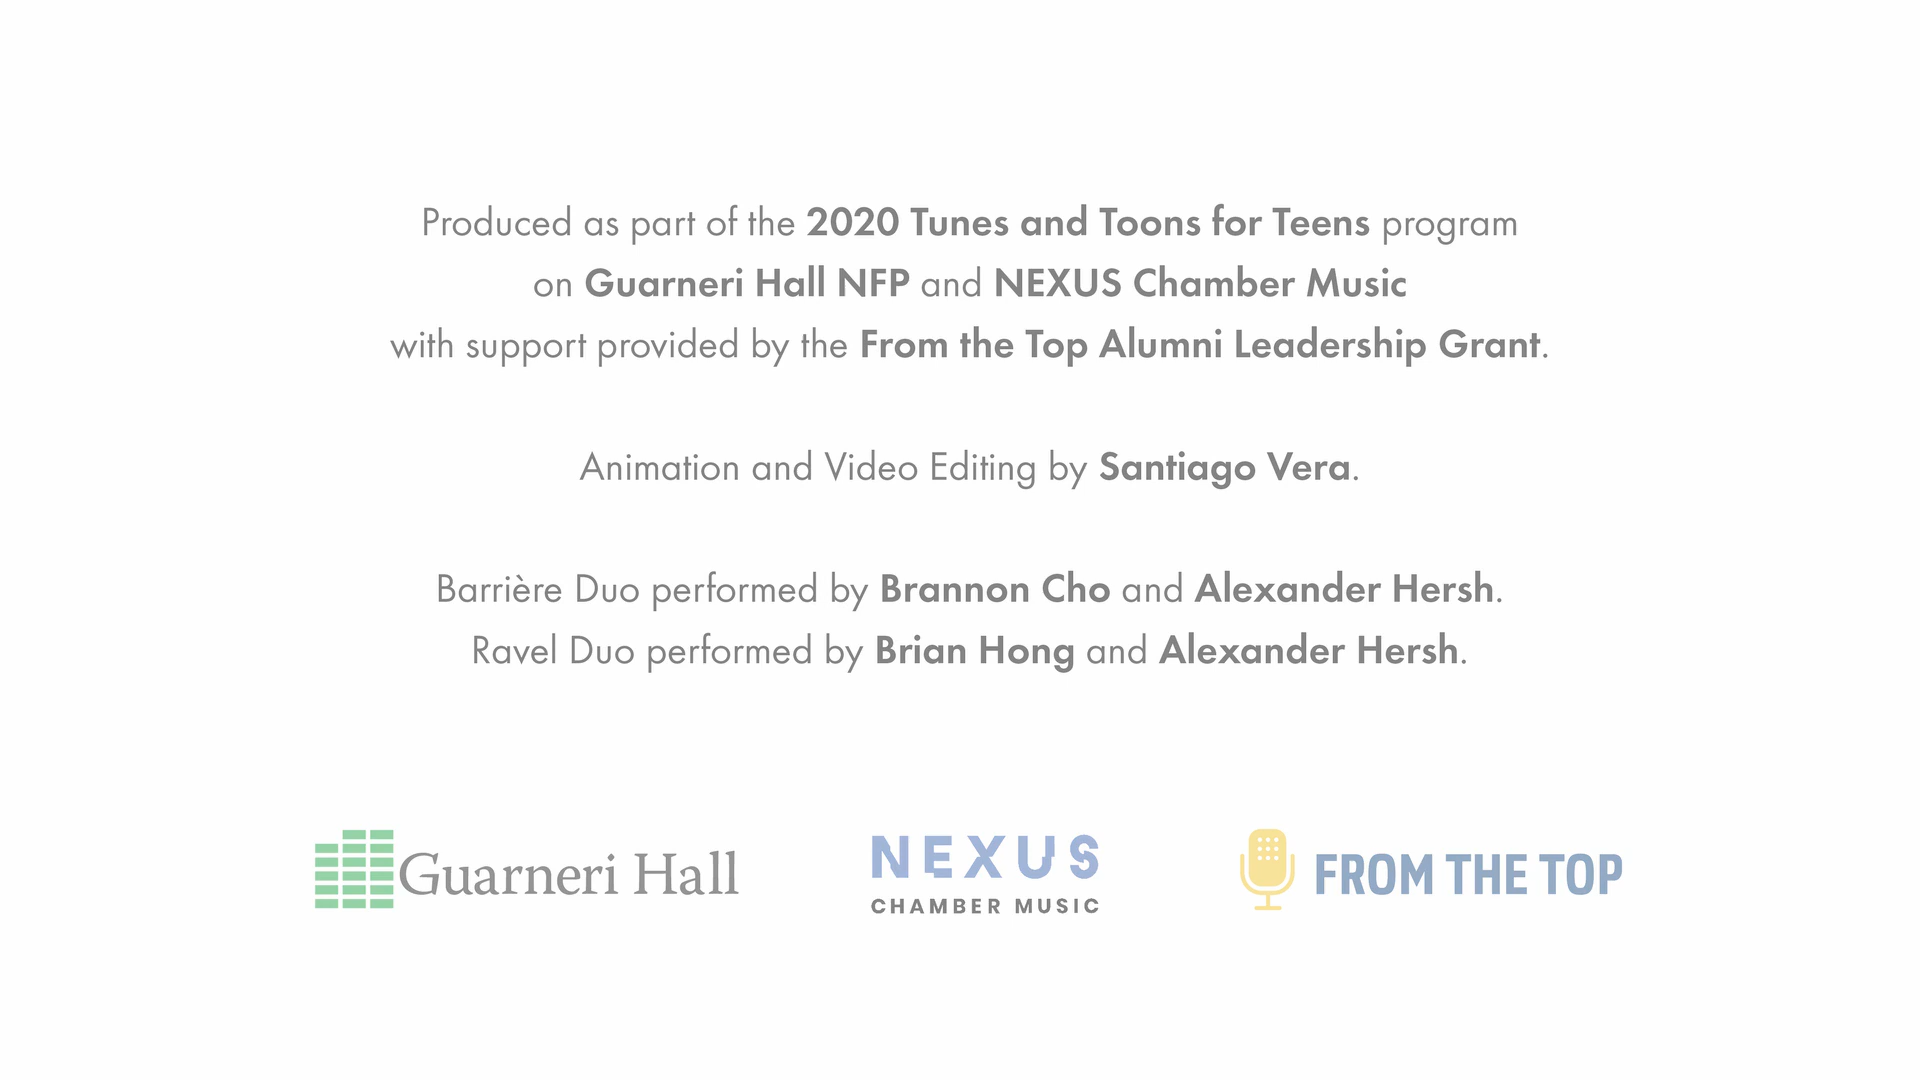 Produced as part of the 2020 Tunes and Toons for Teens program
on Guarneri Hall NFP and NEXUS Chamber Music
with support provided by the From the Top Alumni Leadership Grant.
Animation and Video Editing by Santiago Vera.
Barrière Duo performed by Brannon Cho and Alexander Hersh.
Ravel Duo performed by Brian Hong and Alexander Hersh.
Guarneri Hall
NEXUS
CHAMBER MUSIC
FROM THE TOP